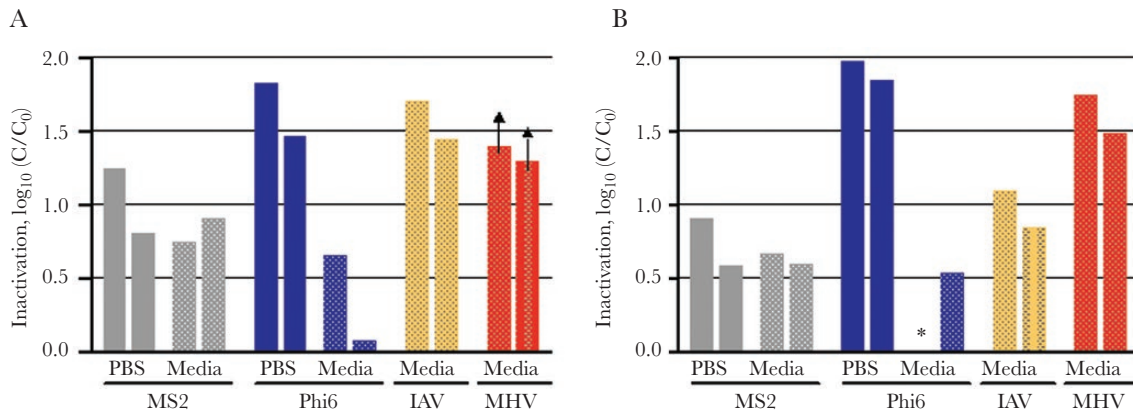 A
Inactivation, log10 (C/C0)
2.0
1.5
1.0
0.5
0.0
PBS Media PBS Media Media Media
MS2 Phi6 IAV MHV
B
Inactivation, log10 (C/C0)
2.0
1.5
1.0
0.5
0.0
*
PBS Media PBS Media Media Media
MS2 Phi6 IAV MHV